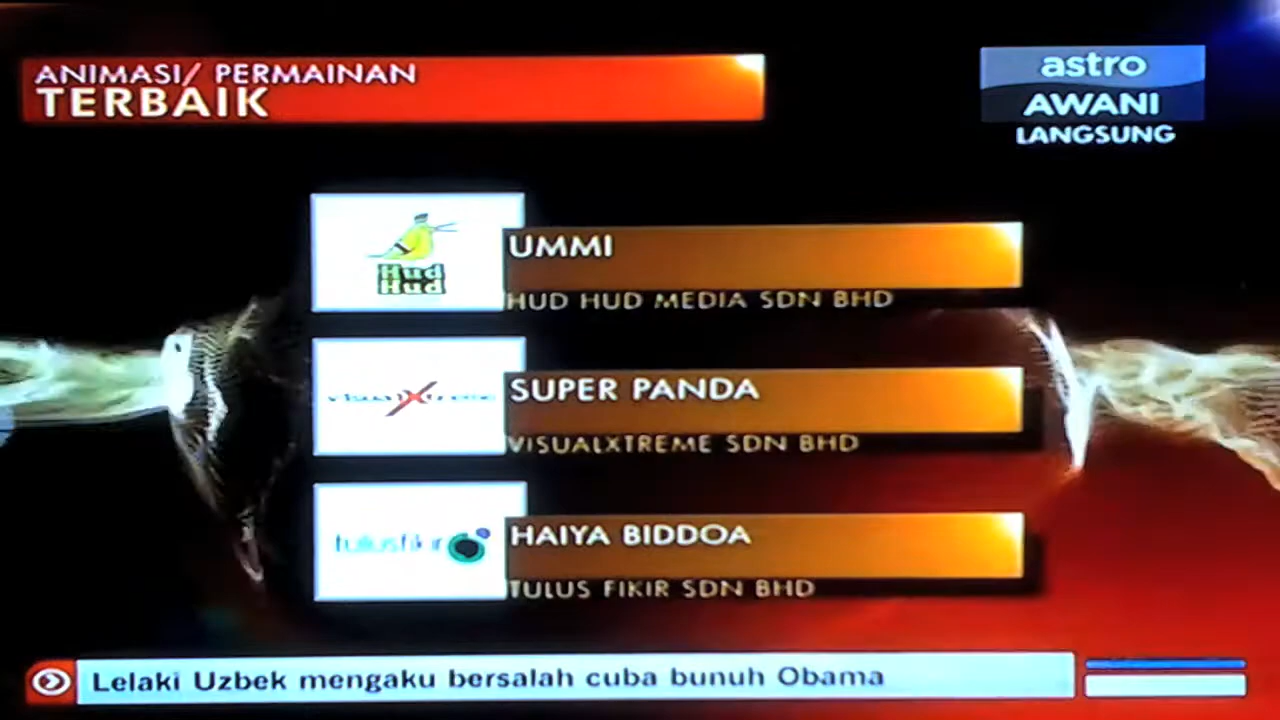 ANIMASI/ PERMAINAN
TERBAIK
astro
AWANI
LANGSUNG
Hud
Hud
UMMI
HUD HUD MEDIA SDN BHD
visualXtreme
SUPER PANDA
VISUALXTREME SDN BHD
tulusfikir
HAIYA BIDDOA
TULUS FIKIR SDN BHD
Lelaki Uzbek mengaku bersalah cuba bunuh Obama